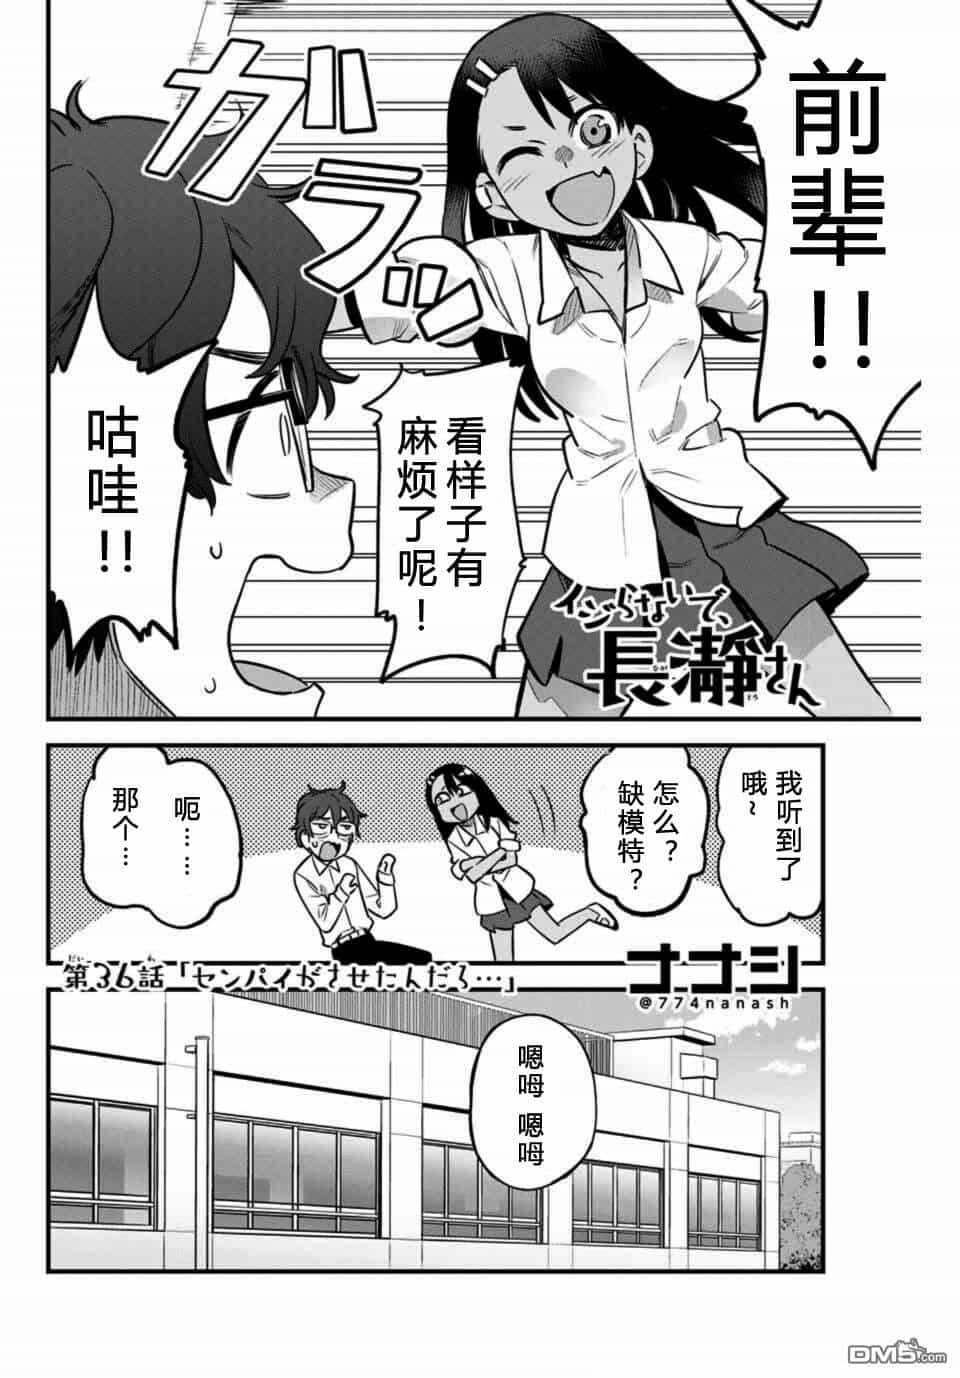 前辈!!
ガラッ
看样子有
麻烦了呢!
咕哇!!
イジらないで、
長瀞さん
我听到了
哦~
怎么?
缺模特?
呃……
那个…
第36話「センパイがさせたんだろ…」
ナナシ
@774nanash
嗯呣 嗯呣
DM5.com